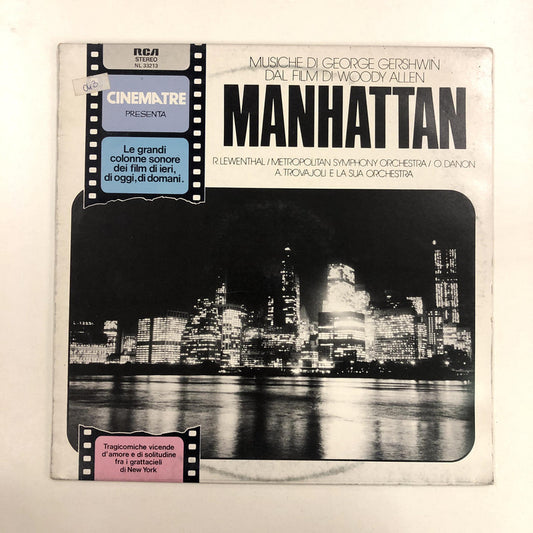 RCA
STEREO
NL 33213
043
CINEMATRE
PRESENTA
Le grandi
colonne sonore
dei film di ieri,
di oggi, di domani.
MUSICHE DI GEORGE GERSHWIN
DAL FILM DI WOODY ALLEN
MANHATTAN
R. LEWENTHAL / METROPOLITAN SYMPHONY ORCHESTRA / O. DANON
A. TROVAJOLI E LA SUA ORCHESTRA
Tragicomiche vicende
d'amore e di solitudine
fra i grattacieli
di New York